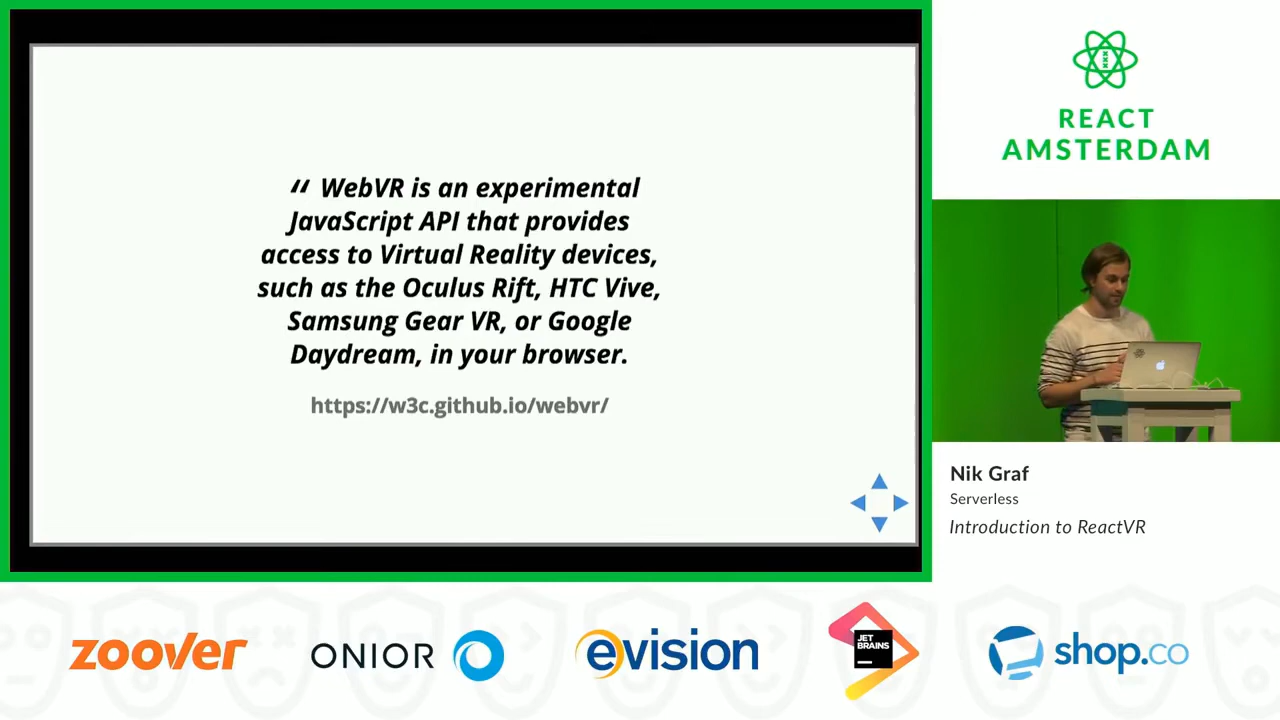 “ WebVR is an experimental
JavaScript API that provides
access to Virtual Reality devices,
such as the Oculus Rift, HTC Vive,
Samsung Gear VR, or Google
Daydream, in your browser.
https://w3c.github.io/webvr/
REACT
AMSTERDAM
Nik Graf
Serverless
Introduction to ReactVR
zoover
ONIOR
evision
JET
BRAINS
shop.co